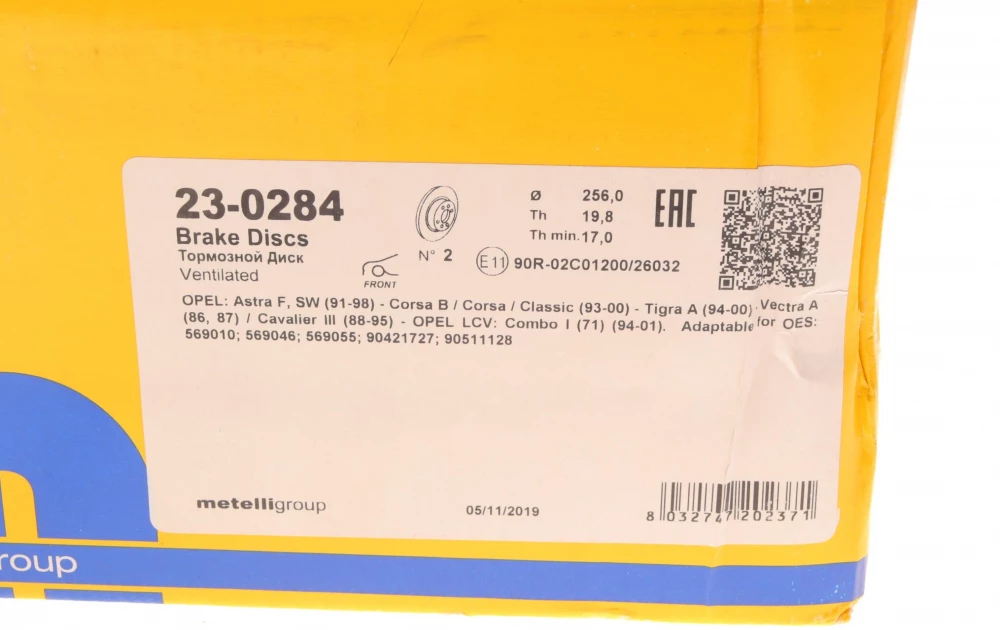 23-0284
Brake Discs
Тормозной Диск
Ventilated
FRONT
N° 2
Ø 256,0
Th 19,8
Th min. 17,0
EAC
E11 90R-02C01200/26032
OPEL: Astra F, SW (91-98) - Corsa B / Corsa / Classic (93-00) - Tigra A (94-00) Vectra A
(86, 87) / Cavalier III (88-95) - OPEL LCV: Combo I (71) (94-01). Adaptable for OES:
569010; 569046; 569055; 90421727; 90511128
metelligroup
05/11/2019
8 032747 202371
roup